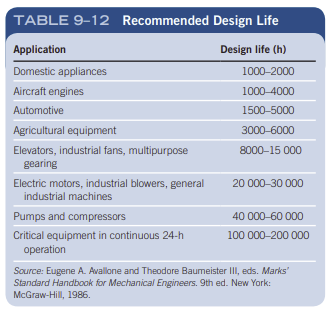 TABLE 9–12 Recommended Design Life
Application Design life (h)
Domestic appliances 1000–2000
Aircraft engines 1000–4000
Automotive 1500–5000
Agricultural equipment 3000–6000
Elevators, industrial fans, multipurpose 8000–15 000
gearing
Electric motors, industrial blowers, general 20 000–30 000
industrial machines
Pumps and compressors 40 000–60 000
Critical equipment in continuous 24-h 100 000–200 000
operation
Source: Eugene A. Avallone and Theodore Baumeister III, eds. Marks’
Standard Handbook for Mechanical Engineers. 9th ed. New York:
McGraw-Hill, 1986.